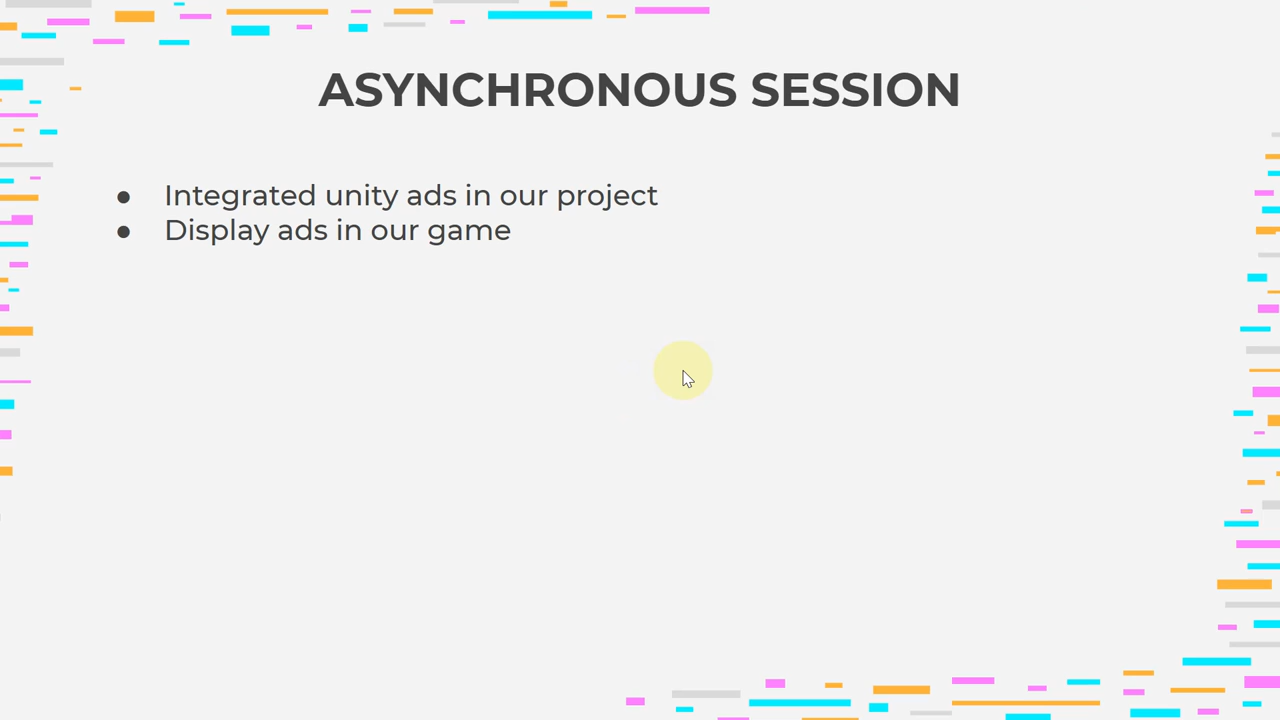 ASYNCHRONOUS SESSION
● Integrated unity ads in our project
● Display ads in our game